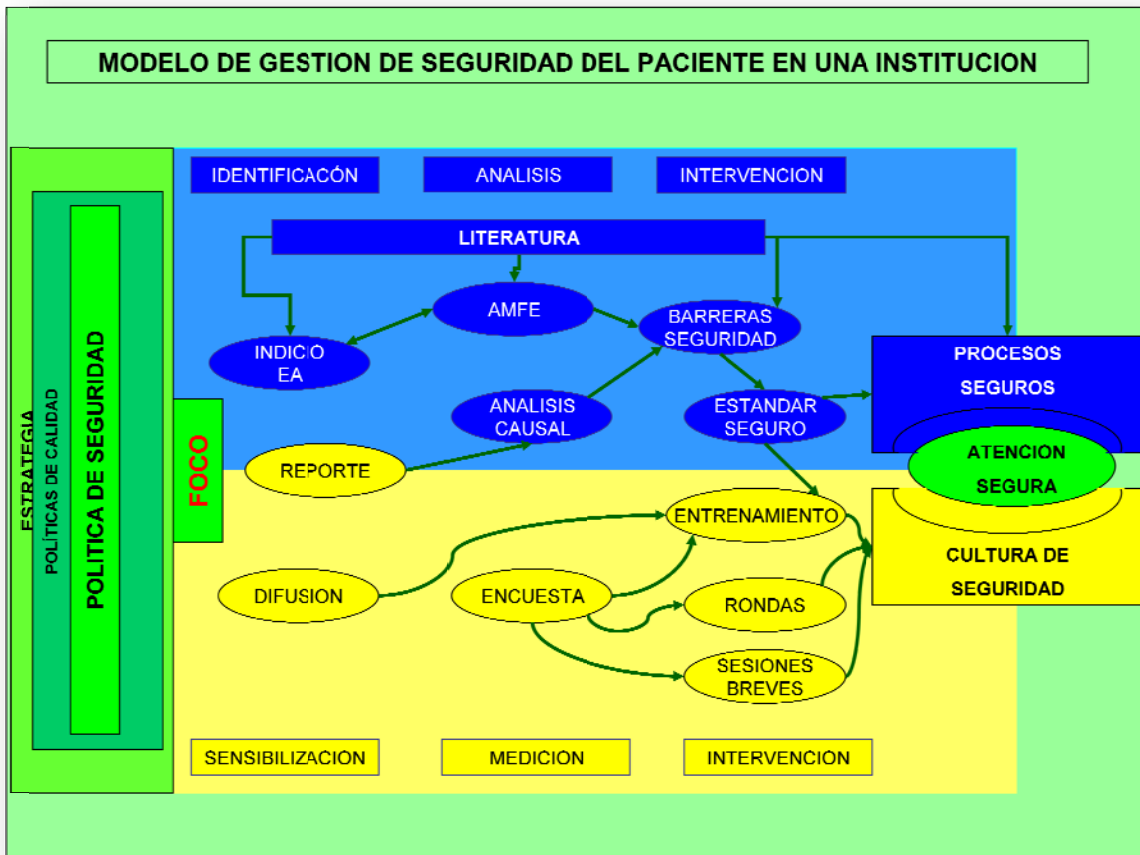 MODELO DE GESTION DE SEGURIDAD DEL PACIENTE EN UNA INSTITUCION
ESTRATEGIA
POLÍTICAS DE CALIDAD
POLITICA DE SEGURIDAD
FOCO
IDENTIFICACÓN
ANALISIS
INTERVENCION
LITERATURA
AMFE
BARRERAS
SEGURIDAD
INDICIO
EA
ANALISIS
CAUSAL
ESTANDAR
SEGURO
REPORTE
PROCESOS
SEGUROS
ATENCION
SEGURA
CULTURA DE
SEGURIDAD
ENTRENAMIENTO
DIFUSION
ENCUESTA
RONDAS
SESIONES
BREVES
SENSIBILIZACION
MEDICION
INTERVENCION